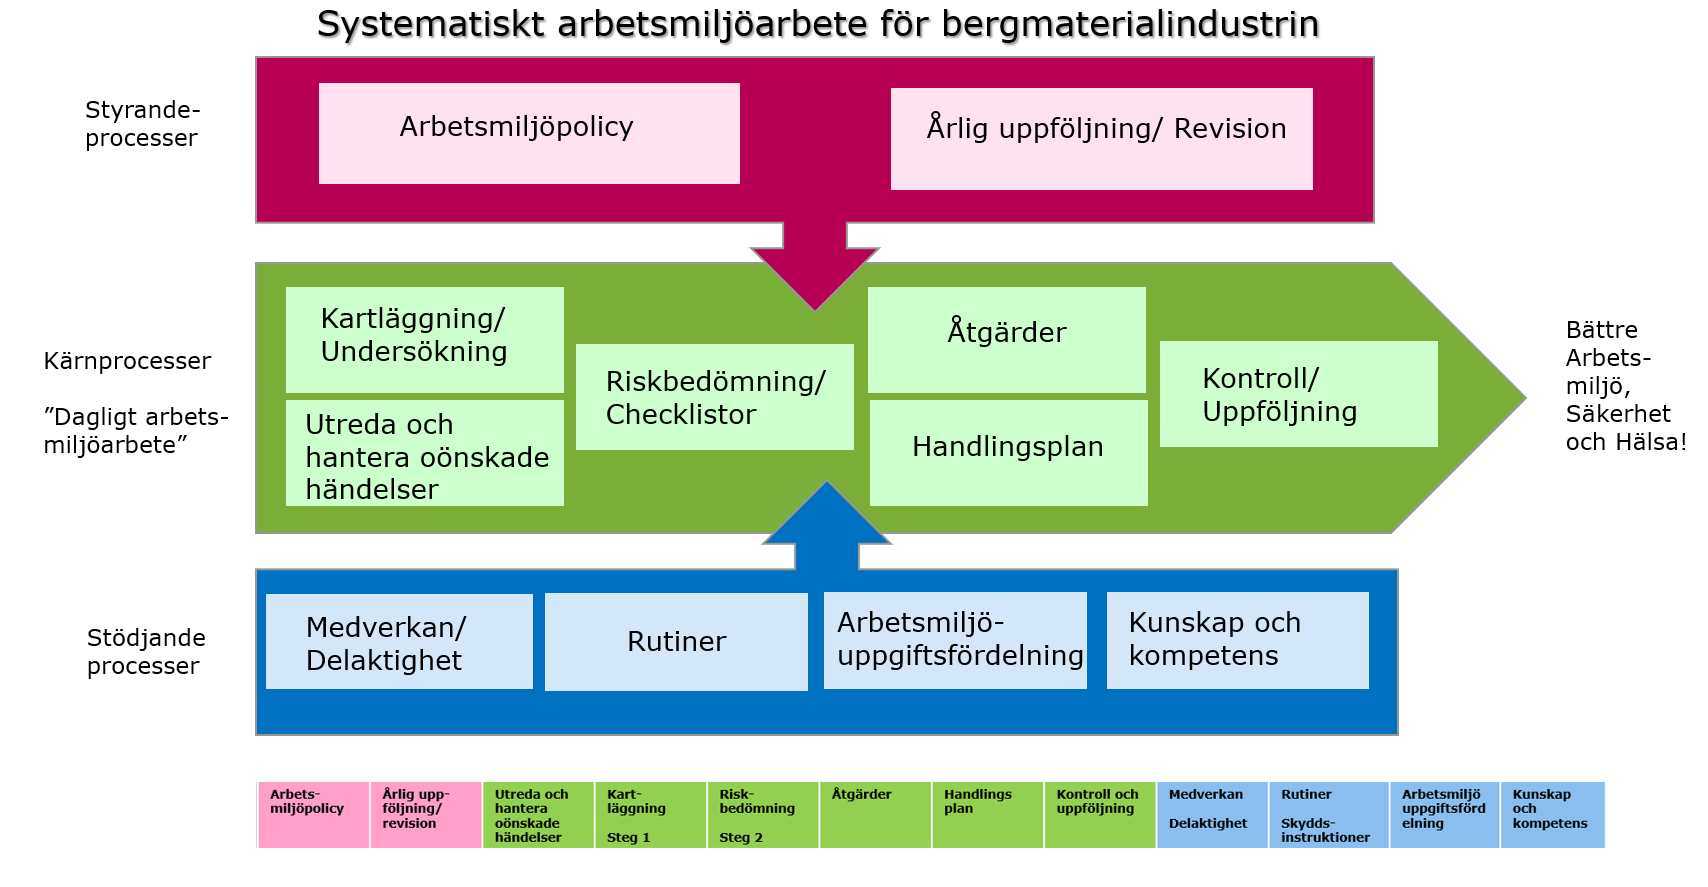 Systematiskt arbetsmiljöarbete för bergmaterialindustrin
Styrande-
processer
Arbetsmiljöpolicy
Årlig uppföljning/ Revision
Kärnprocesser
”Dagligt arbets-
miljöarbete”
Kartläggning/
Undersökning
Utreda och
hantera oönskade
händelser
Riskbedömning/
Checklistor
Åtgärder
Handlingsplan
Kontroll/
Uppföljning
Bättre
Arbets-
miljö,
Säkerhet
och Hälsa!
Stödjande
processer
Medverkan/
Delaktighet
Rutiner
Arbetsmiljö-
uppgiftsfördelning
Kunskap och
kompetens
Arbets-
miljöpolicy
Årlig upp-
följning/
revision
Utreda och
hantera
oönskade
händelser
Kart-
läggning
Steg 1
Risk-
bedömning
Steg 2
Åtgärder
Handlings
plan
Kontroll och
uppföljning
Medverkan
Delaktighet
Rutiner
Skydds-
instruktioner
Arbetsmiljö
uppgiftsförd
elning
Kunskap
och
kompetens